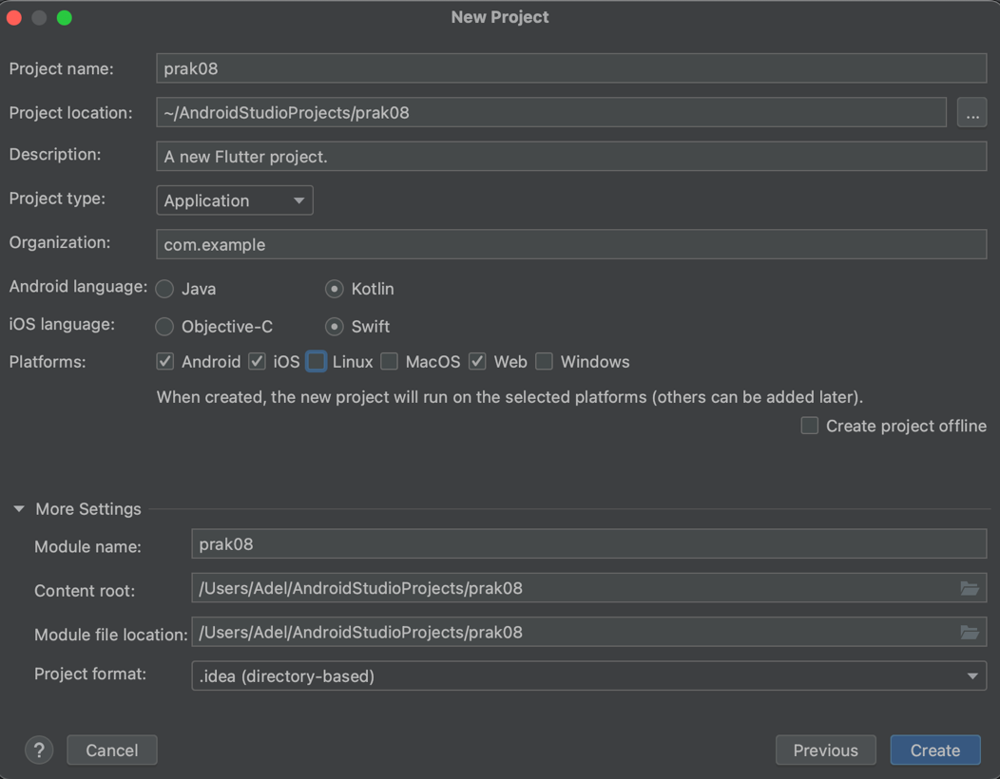 New Project
Project name: prak08
Project location: ~/AndroidStudioProjects/prak08 ...
Description: A new Flutter project.
Project type: Application
Organization: com.example
Android language: Java Kotlin
iOS language: Objective-C Swift
Platforms: Android iOS Linux MacOS Web Windows
When created, the new project will run on the selected platforms (others can be added later).
Create project offline
More Settings
Module name: prak08
Content root: /Users/Adel/AndroidStudioProjects/prak08
Module file location: /Users/Adel/AndroidStudioProjects/prak08
Project format: .idea (directory-based)
? Cancel Previous Create